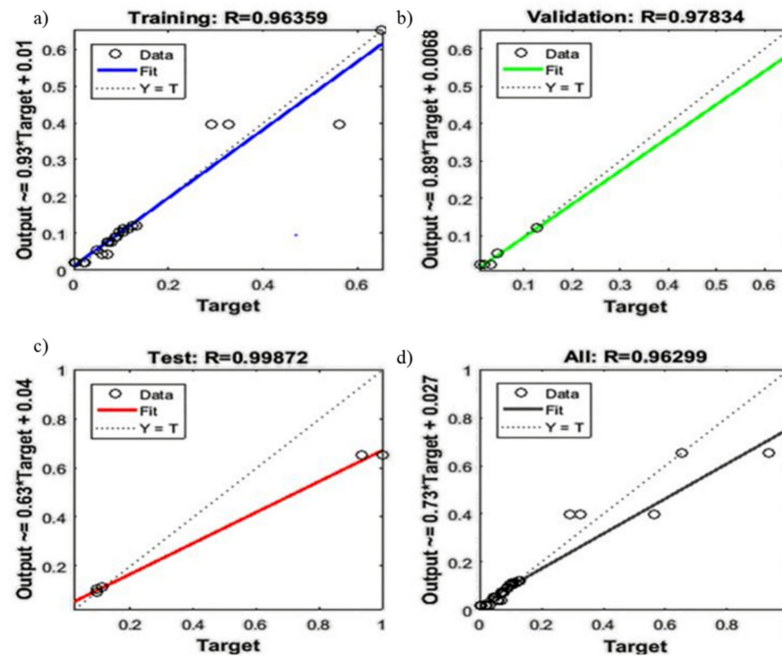 a)
Training: R=0.96359
Output ~= 0.93*Target + 0.01
0.6
0.5
0.4
0.3
0.2
0.1
0
Data
Fit
Y = T
0
0.2
0.4
0.6
Target
b)
Validation: R=0.97834
Output ~= 0.89*Target + 0.0068
0.6
0.5
0.4
0.3
0.2
0.1
Data
Fit
Y = T
0.1
0.2
0.3
0.4
0.5
0.6
Target
c)
Test: R=0.99872
Output ~= 0.63*Target + 0.04
1
0.8
0.6
0.4
0.2
Data
Fit
Y = T
0.2
0.4
0.6
0.8
1
Target
d)
All: R=0.96299
Output ~= 0.73*Target + 0.027
1
0.8
0.6
0.4
0.2
0
Data
Fit
Y = T
0
0.2
0.4
0.6
0.8
Target